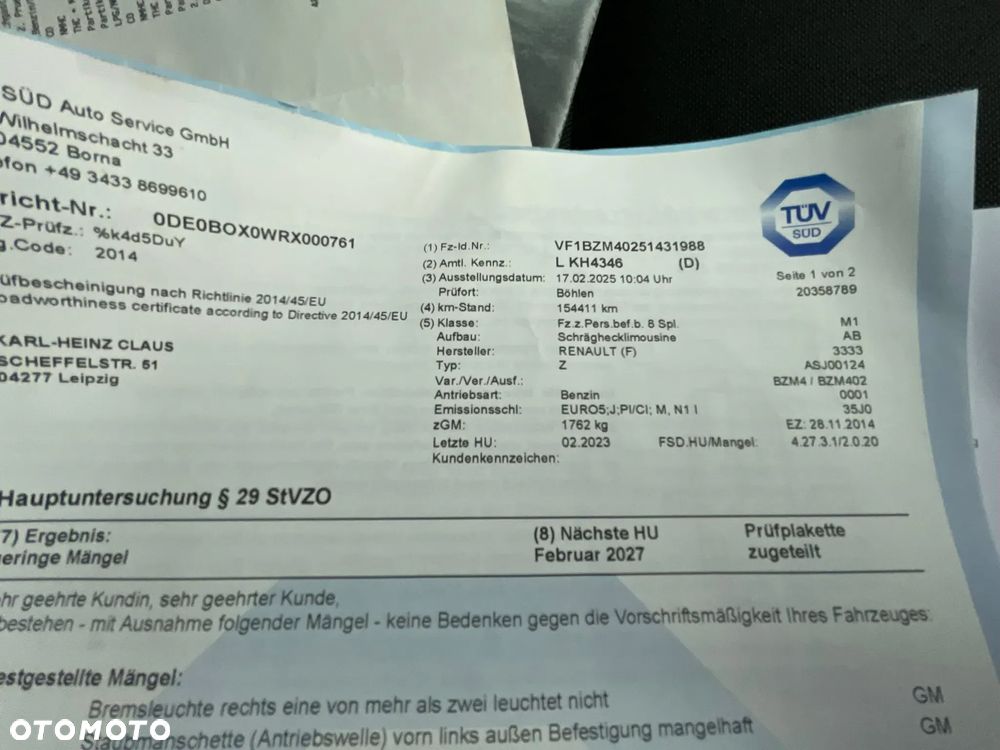 SÜD Auto Service GmbH
Wilhelmschacht 33
04552 Borna
+49 3433 8699610
richt-Nr.: 0DE0BOX0WRX000761
Z-Prüfz.: %k4d5DuY
g.Code: 2014
üfbescheinigung nach Richtlinie 2014/45/EU
oadworthiness certificate according to Directive 2014/45/EU
KARL-HEINZ CLAUS
SCHEFFELSTR. 51
04277 Leipzig
TÜV
SÜD
(1) Fz-Id.Nr.: VF1BZM40251431988
(2) Amtl. Kennz.: L KH4346 (D)
(3) Ausstellungsdatum: 17.02.2025 10:04 Uhr Seite 1 von 2
Prüfort: Böhlen 20358789
(4) km-Stand: 154411 km
(5) Klasse: Fz.z.Pers.bef.b. 8 Spl. M1
Aufbau: Schräghecklimousine AB
Hersteller: RENAULT (F) 3333
Typ: Z ASJ00124
Var./Ver./Ausf.: BZM4 / BZM402
Antriebsart: Benzin 0001
Emissionsschl: EURO5;J;PI/CI; M, N1 I 35J0
zGM: 1762 kg EZ: 28.11.2014
Letzte HU: 02.2023 FSD.HU/Mangel: 4.27.3.1/2.0.20
Kundenkennzeichen:
Hauptuntersuchung § 29 StVZO
7) Ergebnis: (8) Nächste HU Prüfplakette
eringe Mängel Februar 2027 zugeteilt
ehr geehrte Kundin, sehr geehrter Kunde,
bestehen - mit Ausnahme folgender Mängel - keine Bedenken gegen die Vorschriftsmäßigkeit Ihres Fahrzeuges:
estgestellte Mängel:
Bremsleuchte rechts eine von mehr als zwei leuchtet nicht GM
Staubmanschette (Antriebswelle) vorn links außen Befestigung mangelhaft GM
OTOMOTO